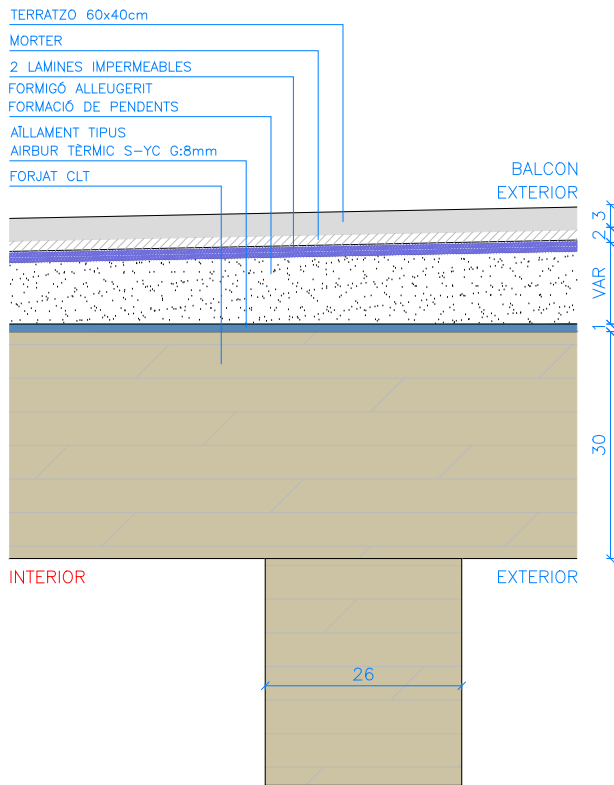 TERRATZO 60x40cm
MORTER
2 LAMINES IMPERMEABLES
FORMIGÓ ALLEUGERIT
FORMACIÓ DE PENDENTS
AÏLLAMENT TIPUS
AIRBUR TÈRMIC S-YC G:8mm
FORJAT CLT
BALCON
EXTERIOR
3
2
VAR
1
30
INTERIOR
EXTERIOR
26